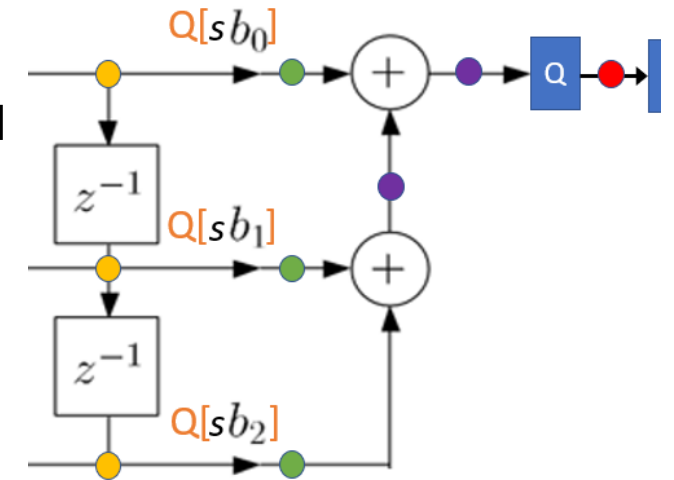 Q[sb₀]
+
Q
z⁻¹
Q[sb₁]
+
z⁻¹
Q[sb₂]